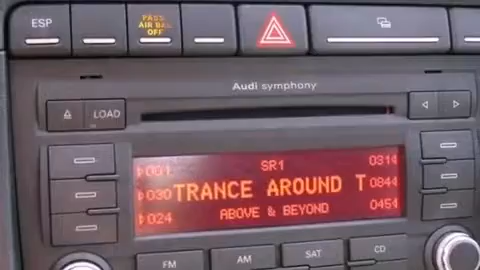 ESP
PASS
AIR BAG
OFF
Audi symphony
LOAD
001 SR1 0314
030 TRANCE AROUND T 0844
024 ABOVE & BEYOND 0454
FM AM SAT CD